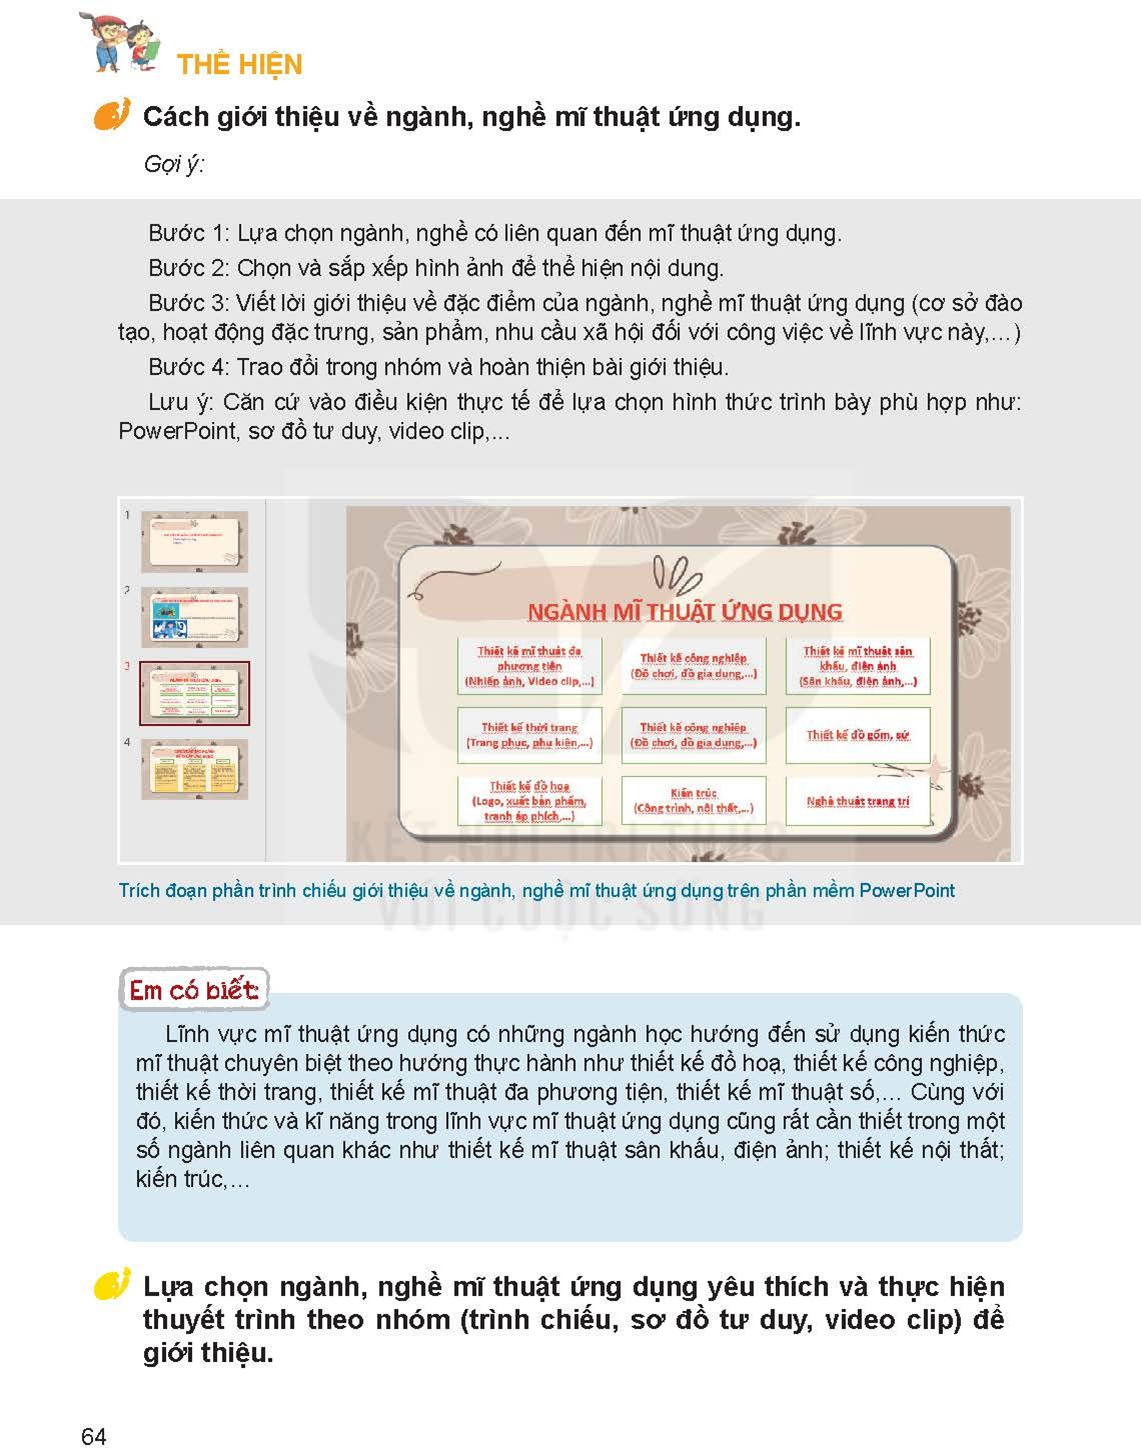 THỂ HIỆN
Cách giới thiệu về ngành, nghề mĩ thuật ứng dụng.
Gợi ý:
Bước 1: Lựa chọn ngành, nghề có liên quan đến mĩ thuật ứng dụng.
Bước 2: Chọn và sắp xếp hình ảnh để thể hiện nội dung.
Bước 3: Viết lời giới thiệu về đặc điểm của ngành, nghề mĩ thuật ứng dụng (cơ sở đào
tạo, hoạt động đặc trưng, sản phẩm, nhu cầu xã hội đối với công việc về lĩnh vực này,...)
Bước 4: Trao đổi trong nhóm và hoàn thiện bài giới thiệu.
Lưu ý: Căn cứ vào điều kiện thực tế để lựa chọn hình thức trình bày phù hợp như:
PowerPoint, sơ đồ tư duy, video clip,...
1
2
3
4
NGÀNH MĨ THUẬT ỨNG DỤNG
Thiết kế mĩ thuật đa
phương tiện
(Nhiếp ảnh, Video clip,...)
Thiết kế công nghiệp
(Đồ chơi, đồ gia dụng,...)
Thiết kế mĩ thuật sân
khấu, điện ảnh
(Sân khấu, điện ảnh,...)
Thiết kế thời trang
(Trang phục, phụ kiện,...)
Thiết kế công nghiệp
(Đồ chơi, đồ gia dụng,...)
Thiết kế đồ gốm, sứ
Thiết kế đồ hoạ
(Logo, xuất bản phẩm,
tranh áp phích,...)
Kiến trúc
(Công trình, nội thất,...)
Nghệ thuật trang trí
KẾT NỐI TRI THỨC
VỚI CUỘC SỐNG
Trích đoạn phần trình chiếu giới thiệu về ngành, nghề mĩ thuật ứng dụng trên phần mềm PowerPoint
Em có biết:
Lĩnh vực mĩ thuật ứng dụng có những ngành học hướng đến sử dụng kiến thức
mĩ thuật chuyên biệt theo hướng thực hành như thiết kế đồ hoạ, thiết kế công nghiệp,
thiết kế thời trang, thiết kế mĩ thuật đa phương tiện, thiết kế mĩ thuật số,... Cùng với
đó, kiến thức và kĩ năng trong lĩnh vực mĩ thuật ứng dụng cũng rất cần thiết trong một
số ngành liên quan khác như thiết kế mĩ thuật sân khấu, điện ảnh; thiết kế nội thất;
kiến trúc,...
Lựa chọn ngành, nghề mĩ thuật ứng dụng yêu thích và thực hiện
thuyết trình theo nhóm (trình chiếu, sơ đồ tư duy, video clip) để
giới thiệu.
64